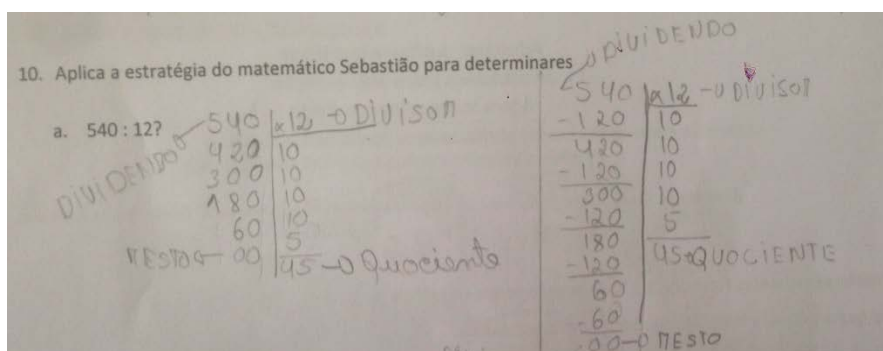 10. Aplica a estratégia do matemático Sebastião para determinares
a. 540 : 12?
DIVIDENDO
540 x12 → DIVISOR
420 10
300 10
180 10
60 10
RESTO ← 00 5
45 → Quociente
DIVIDENDO
540 x12 → DIVISOR
-120 10
420 10
-120 10
300 10
-120 5
180 45 → QUOCIENTE
-120
60
-60
00 → RESTO